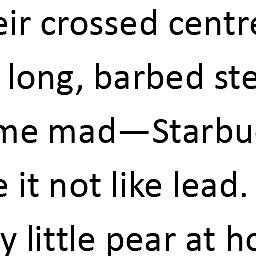 eir crossed centre
long, barbed ste
me mad—Starbu
e it not like lead.
y little pear at ho